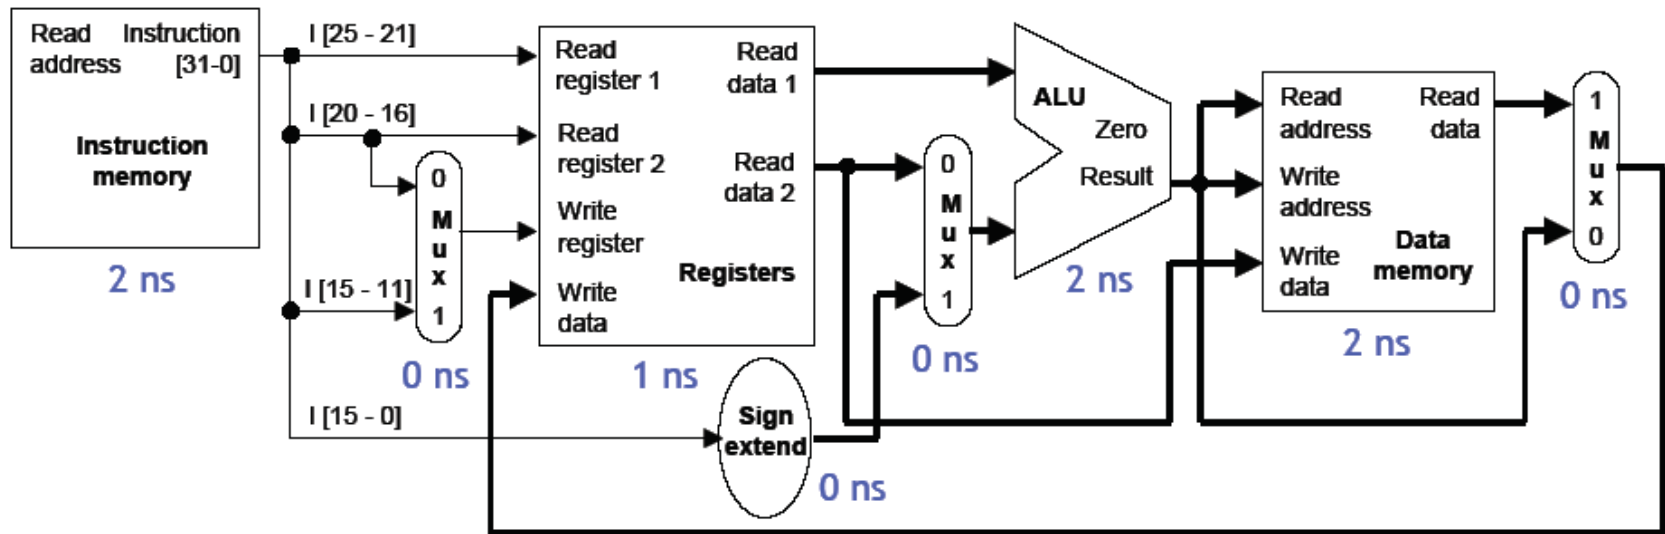 Read Instruction
address [31-0]
Instruction
memory
2 ns
I [25 - 21]
I [20 - 16]
I [15 - 11]
I [15 - 0]
0
M
u
x
1
0 ns
Read
register 1
Read
data 1
Read
register 2
Read
data 2
Write
register
Registers
Write
data
1 ns
Sign
extend
0 ns
0
M
u
x
1
0 ns
ALU
Zero
Result
2 ns
Read
address
Read
data
Write
address
Write
data
Data
memory
2 ns
1
M
u
x
0
0 ns